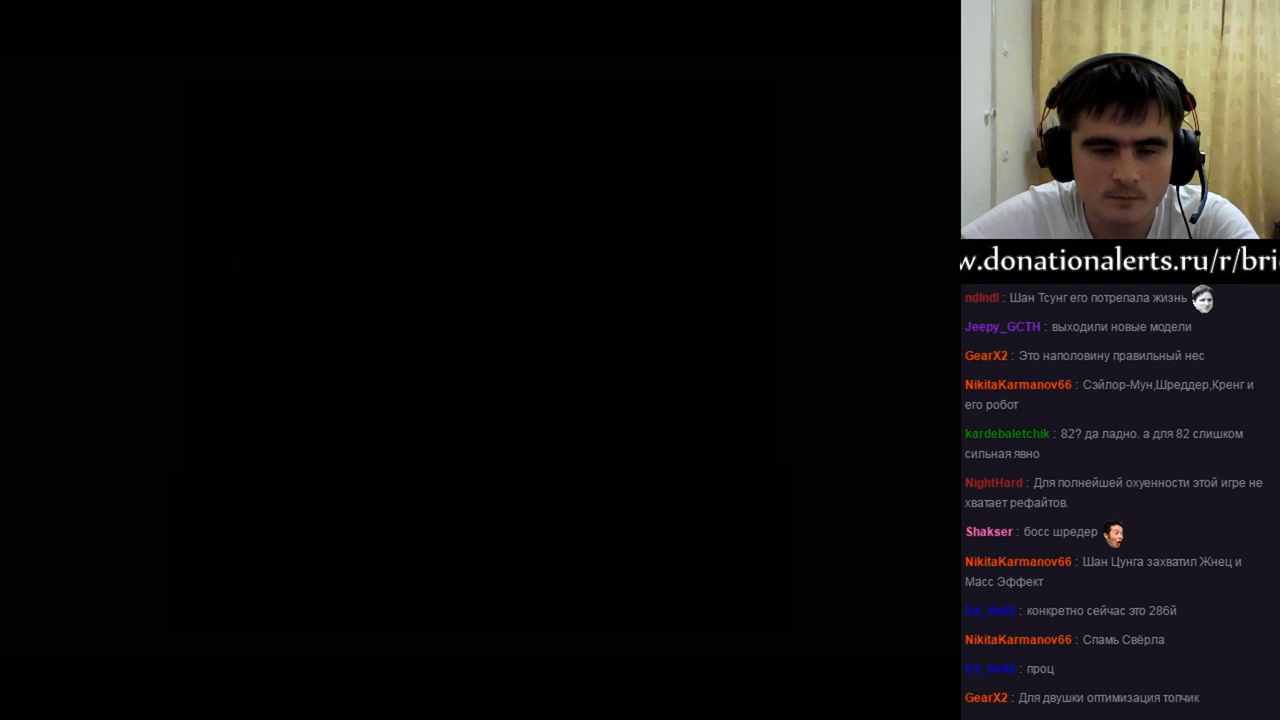 w.donationalerts.ru/r/bri
ndlndl : Шан Тсунг его потрепала жизнь
Jeepy_GCTH : выходили новые модели
GearX2 : Это наполовину правильный нес
NikitaKarmanov66 : Сэйлор-Мун,Шреддер,Кренг и
его робот
kardebaletchik : 82? да ладно. а для 82 слишком
сильная явно
NightHard : Для полнейшей охуенности этой игре не
хватает рефайтов.
Shakser : босс шредер
NikitaKarmanov66 : Шан Цунга захватил Жнец и
Масс Эффект
: конкретно сейчас это 286й
NikitaKarmanov66 : Спамь Свёрла
: проц
GearX2 : Для двушки оптимизация топчик